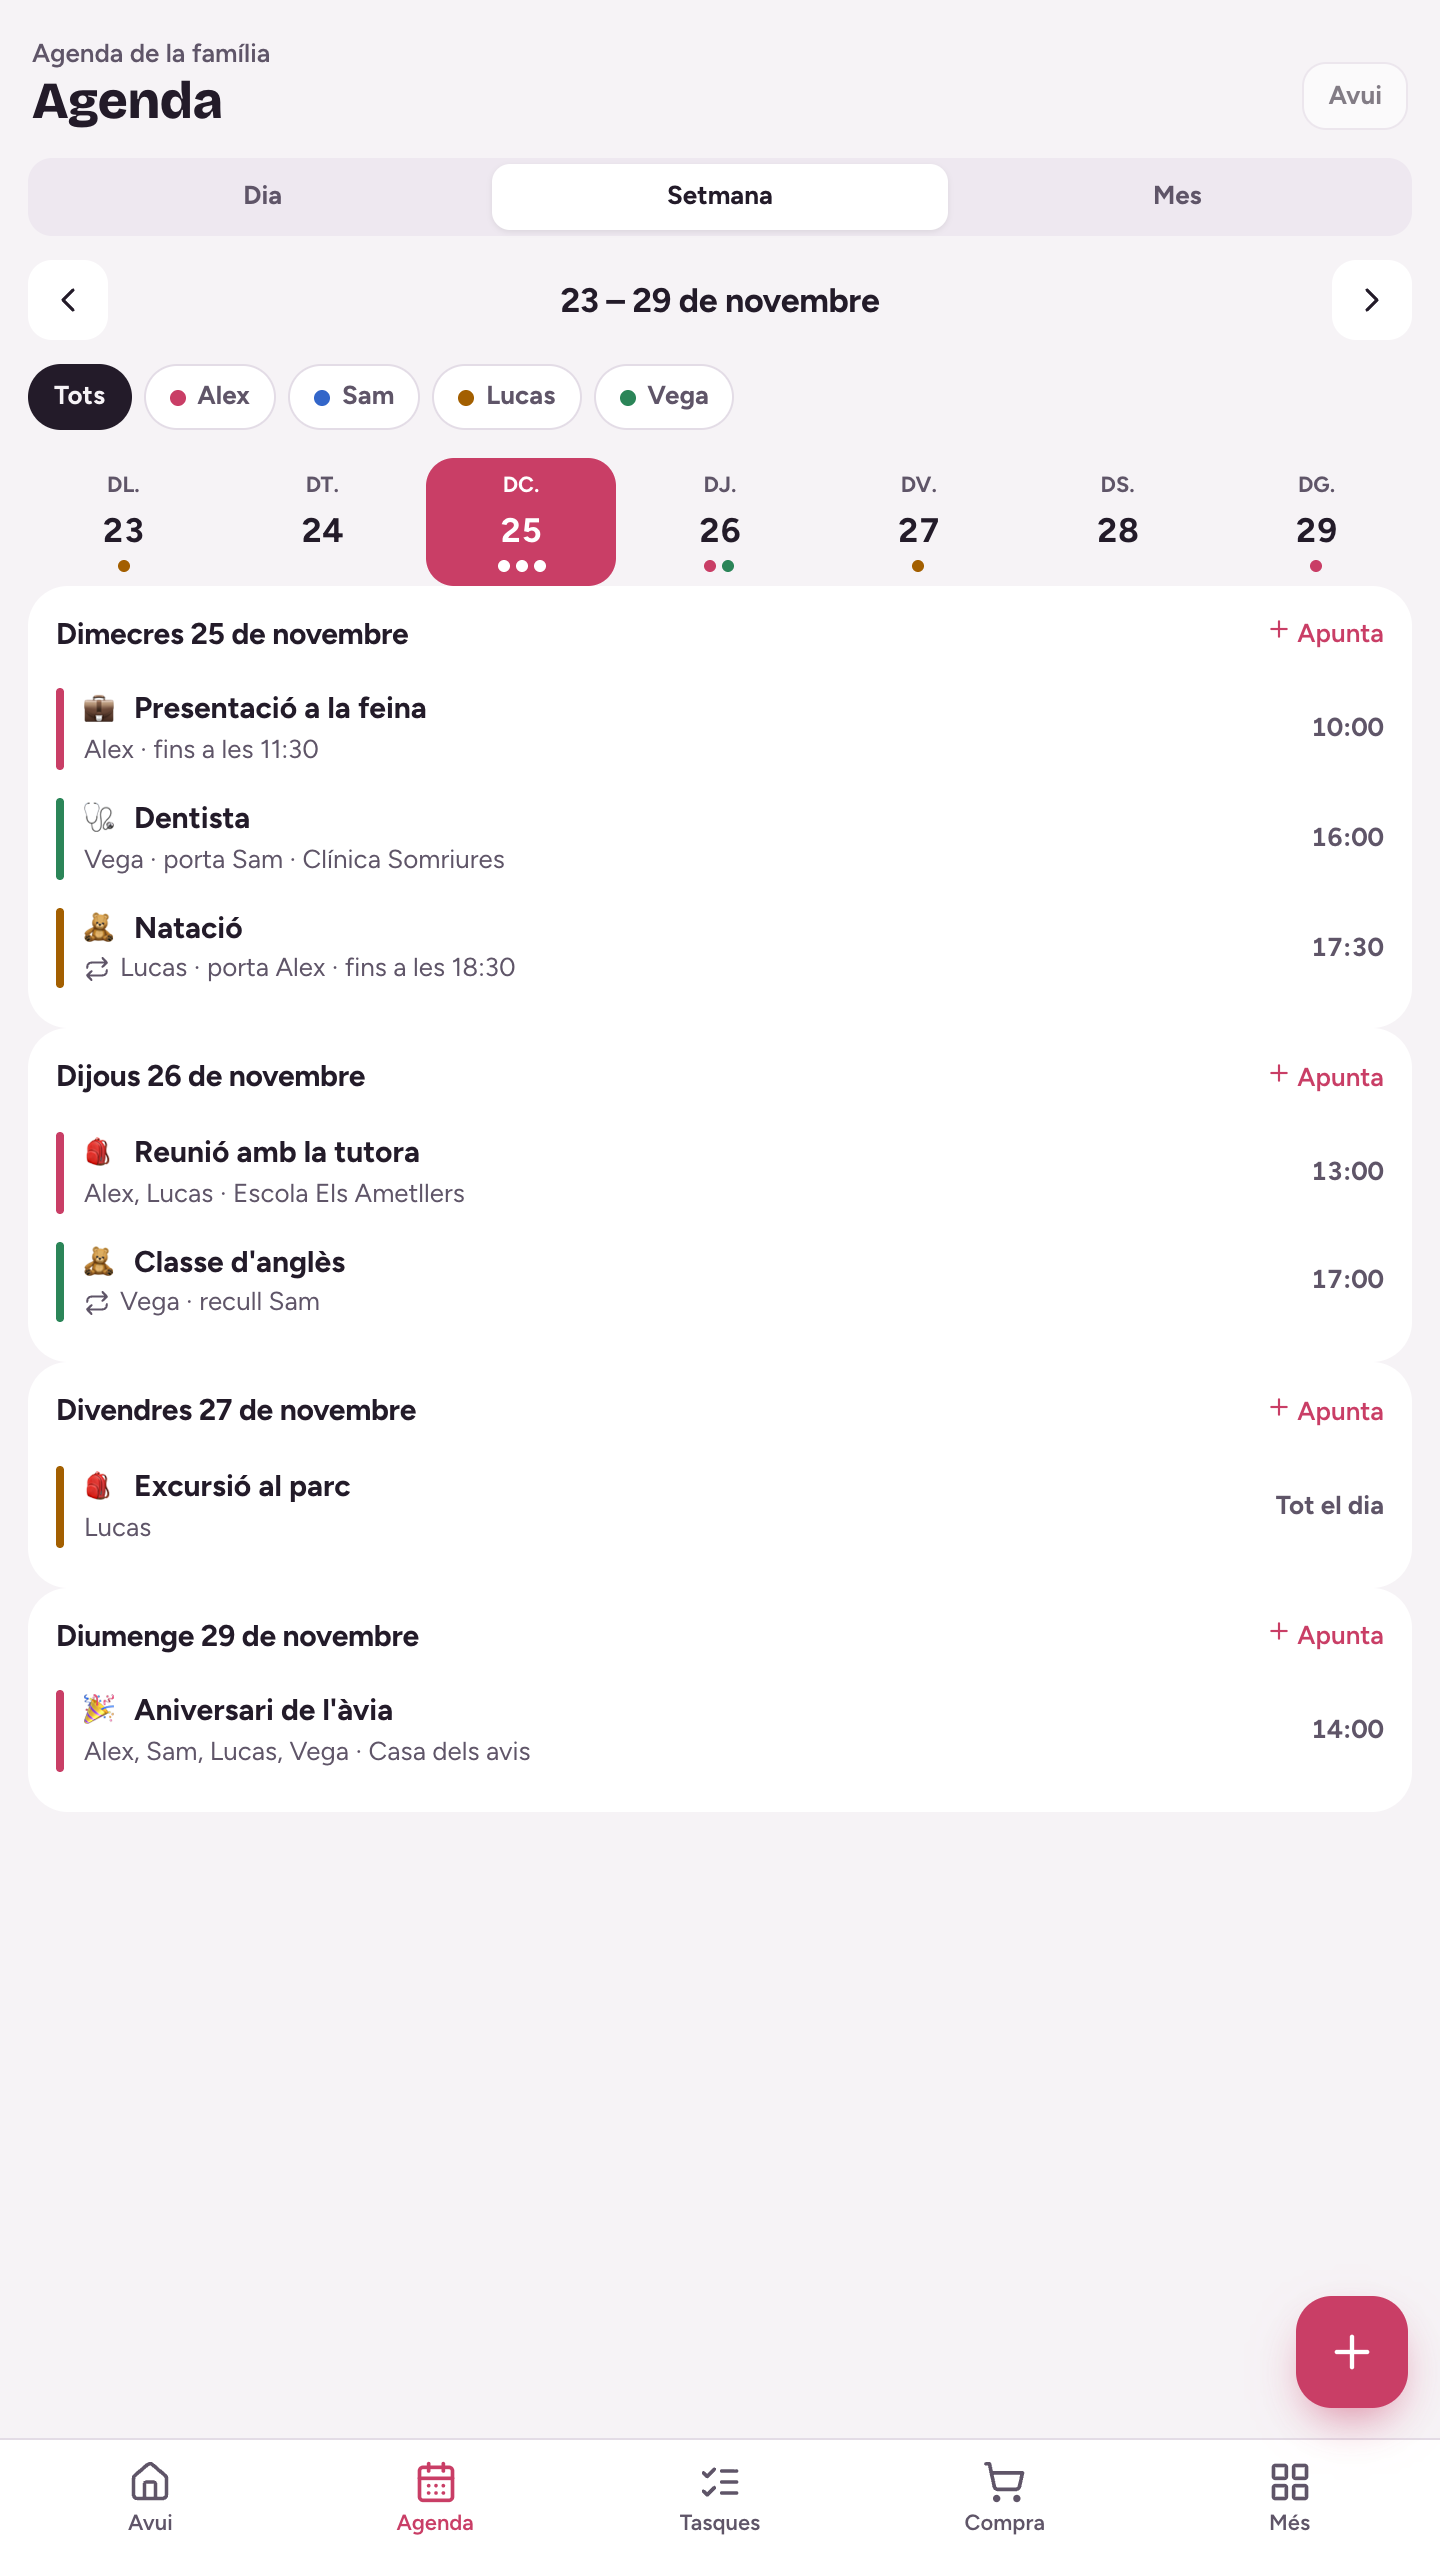 Agenda de la família
Agenda
Avui
Dia Setmana Mes
23 – 29 de novembre
Tots Alex Sam Lucas Vega
DL. DT. DC. DJ. DV. DS. DG.
23 24 25 26 27 28 29
Dimecres 25 de novembre + Apunta
Presentació a la feina
Alex · fins a les 11:30
10:00
Dentista
Vega · porta Sam · Clínica Somriures
16:00
Natació
Lucas · porta Alex · fins a les 18:30
17:30
Dijous 26 de novembre + Apunta
Reunió amb la tutora
Alex, Lucas · Escola Els Ametllers
13:00
Classe d'anglès
Vega · recull Sam
17:00
Divendres 27 de novembre + Apunta
Excursió al parc
Lucas
Tot el dia
Diumenge 29 de novembre + Apunta
Aniversari de l'àvia
Alex, Sam, Lucas, Vega · Casa dels avis
14:00
Avui Agenda Tasques Compra Més